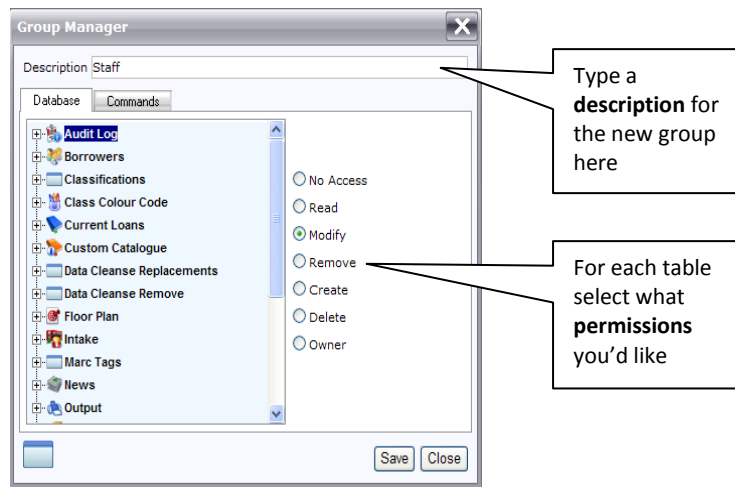 Group Manager
Description Staff
Database Commands
Audit Log
Borrowers
Classifications
Class Colour Code
Current Loans
Custom Catalogue
Data Cleanse Replacements
Data Cleanse Remove
Floor Plan
Intake
Marc Tags
News
Output
No Access
Read
Modify
Remove
Create
Delete
Owner
Save Close
Type a
description for
the new group
here
For each table
select what
permissions
you'd like